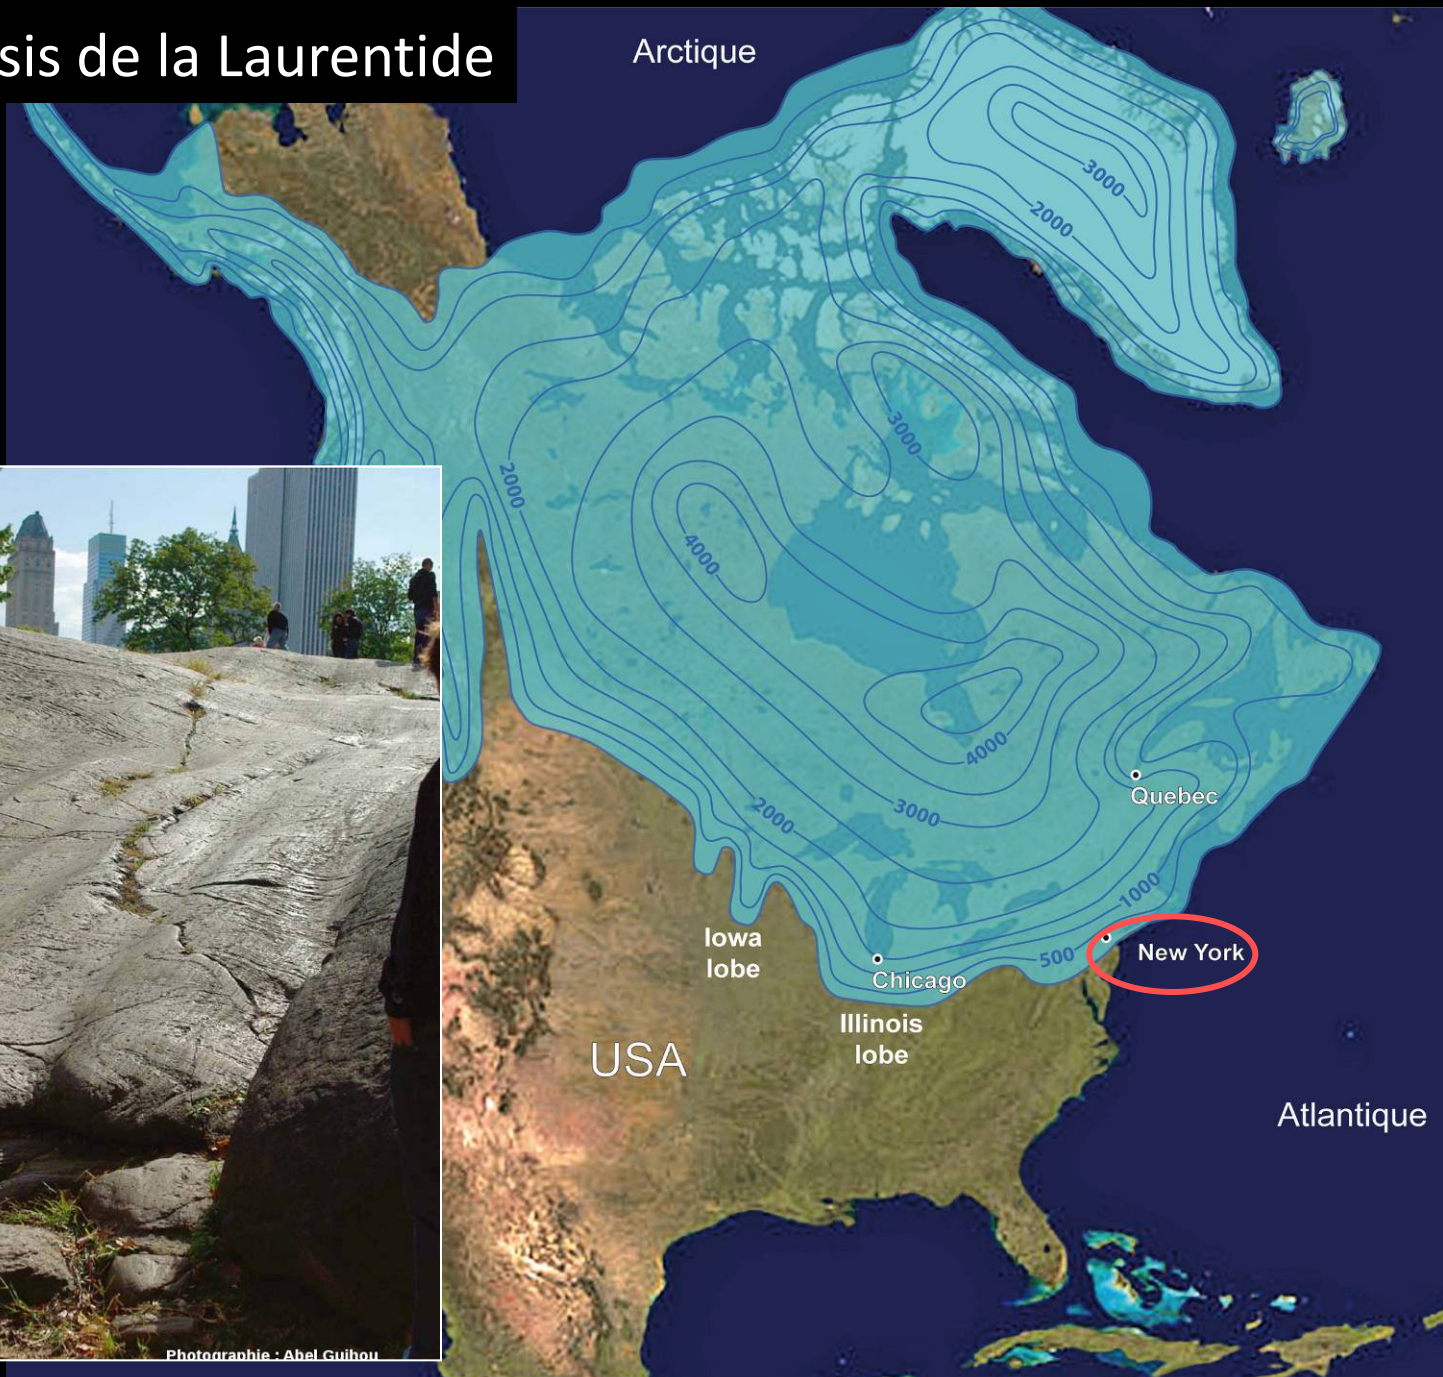 sis de la Laurentide
Arctique
3000
2000
3000
2000
4000
4000
Quebec
3000
2000
1000
Iowa
lobe
New York
500
Chicago
Illinois
lobe
USA
Atlantique
Photographie : Abel Guihou